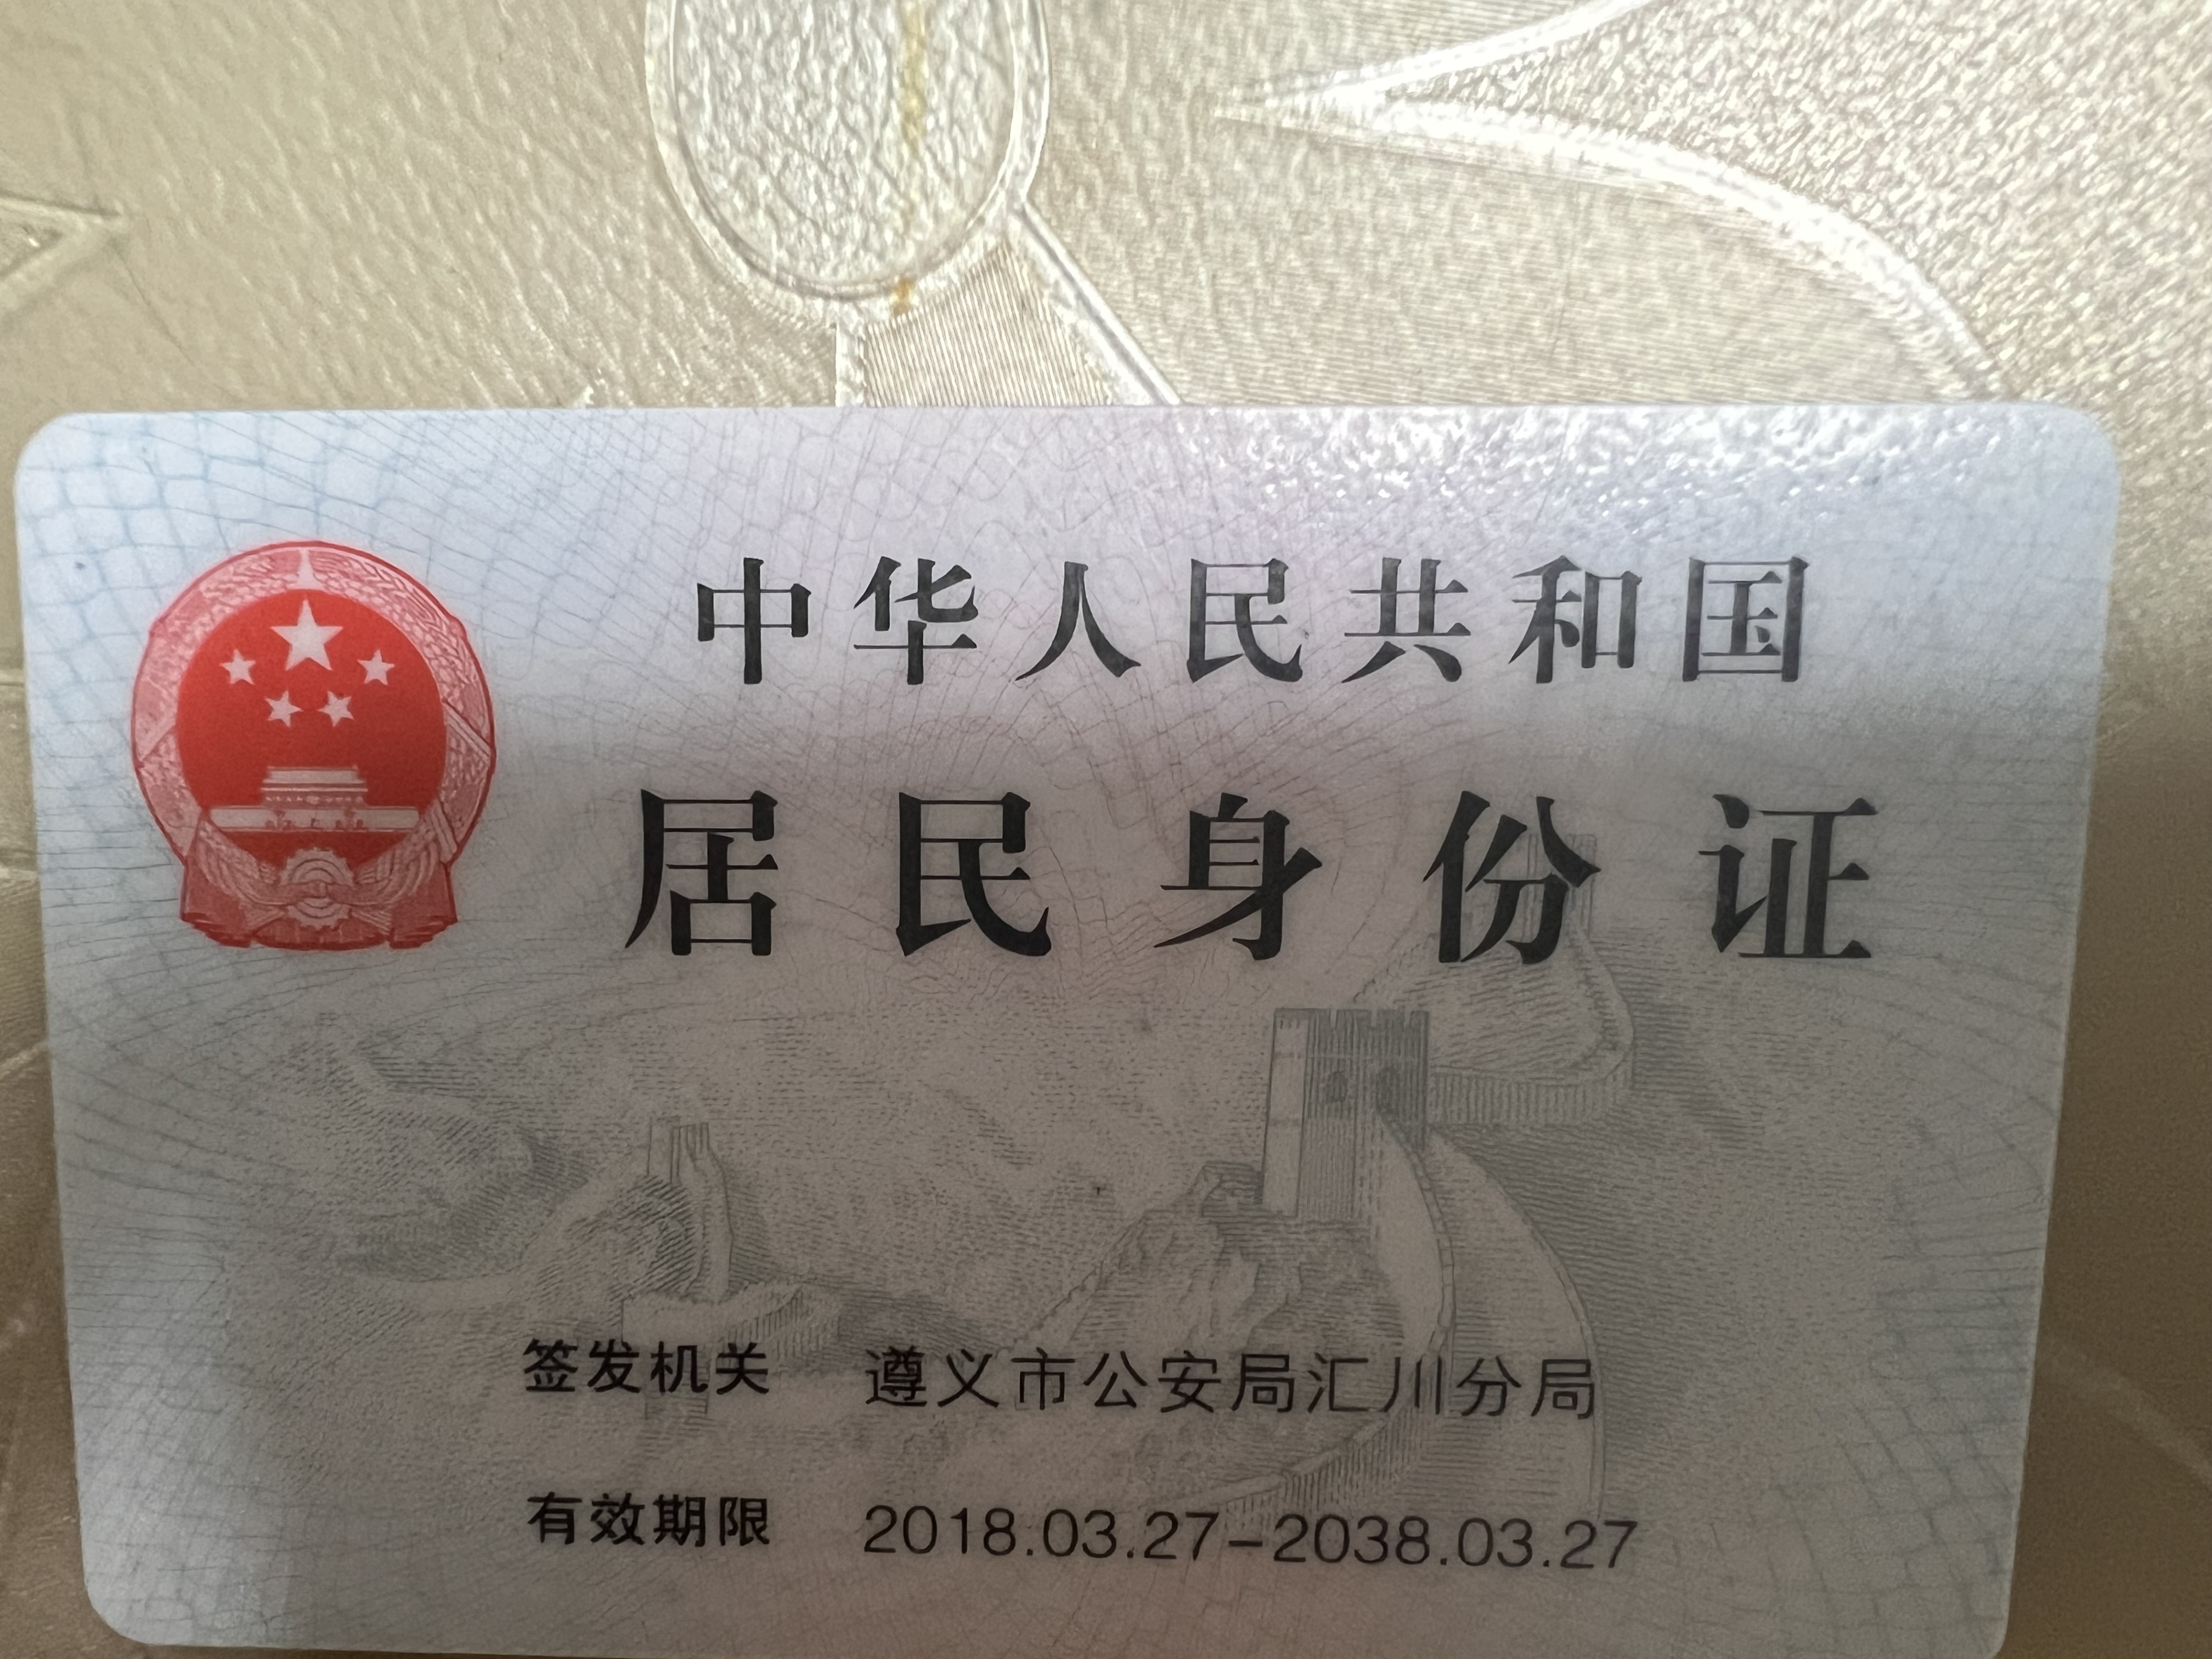 中华人民共和国
居民身份证
签发机关 遵义市公安局汇川分局
有效期限 2018.03.27-2038.03.27